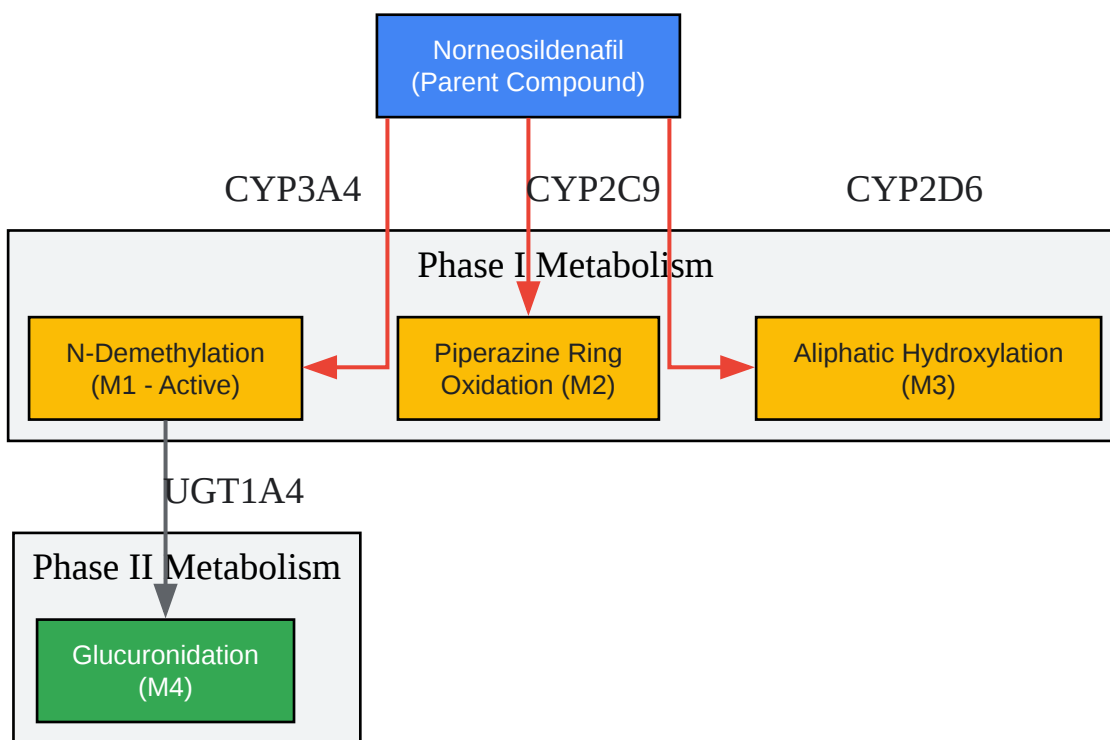 Norneosildenafil
(Parent Compound)
CYP3A4
CYP2C9
CYP2D6
Phase I Metabolism
N-Demethylation
(M1 - Active)
Piperazine Ring
Oxidation (M2)
Aliphatic Hydroxylation
(M3)
UGT1A4
Phase II Metabolism
Glucuronidation
(M4)